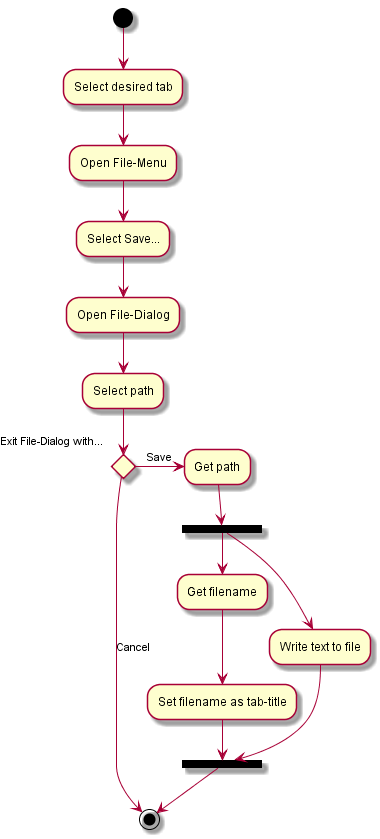 Select desired tab
Open File-Menu
Select Save...
Open File-Dialog
Select path
Exit File-Dialog with...
Save
Get path
Get filename
Write text to file
Cancel
Set filename as tab-title